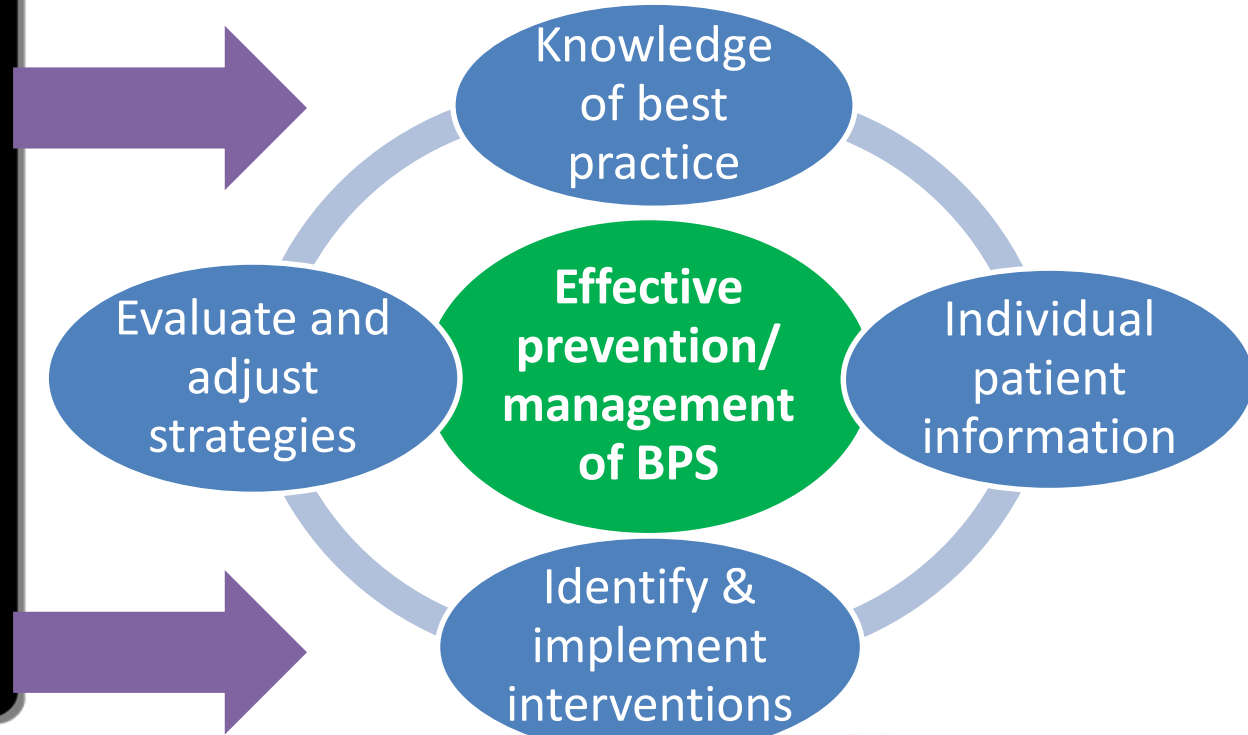 Knowledge
of best
practice
Effective
prevention/
management
of BPS
Evaluate and
adjust
strategies
Individual
patient
information
Identify &
implement
interventions